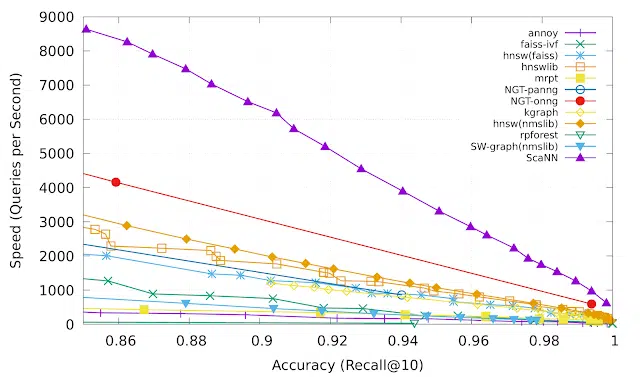 9000
8000
7000
6000
5000
4000
3000
2000
1000
0
Speed (Queries per Second)
annoy
faiss-ivf
hnsw(faiss)
hnswlib
mrpt
NGT-panng
NGT-onng
kgraph
hnsw(nmslib)
rpforest
SW-graph(nmslib)
ScaNN
0.86 0.88 0.9 0.92 0.94 0.96 0.98 1
Accuracy (Recall@10)